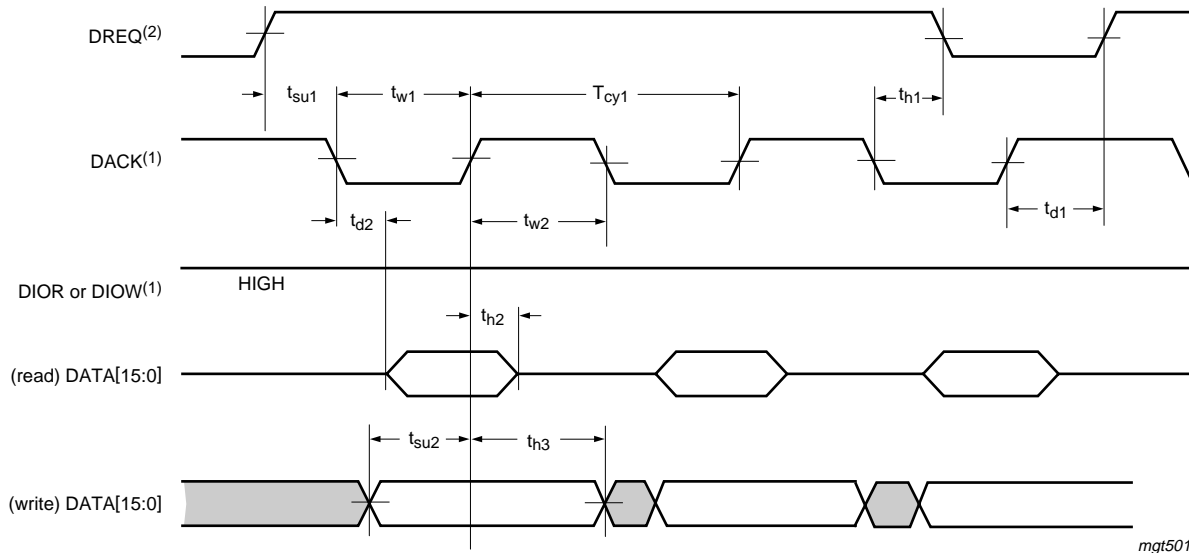 DREQ(2)
tsu1
tw1
Tcy1
th1
DACK(1)
td2
tw2
td1
DIOR or DIOW(1)
HIGH
th2
(read) DATA[15:0]
tsu2
th3
(write) DATA[15:0]
mgt501